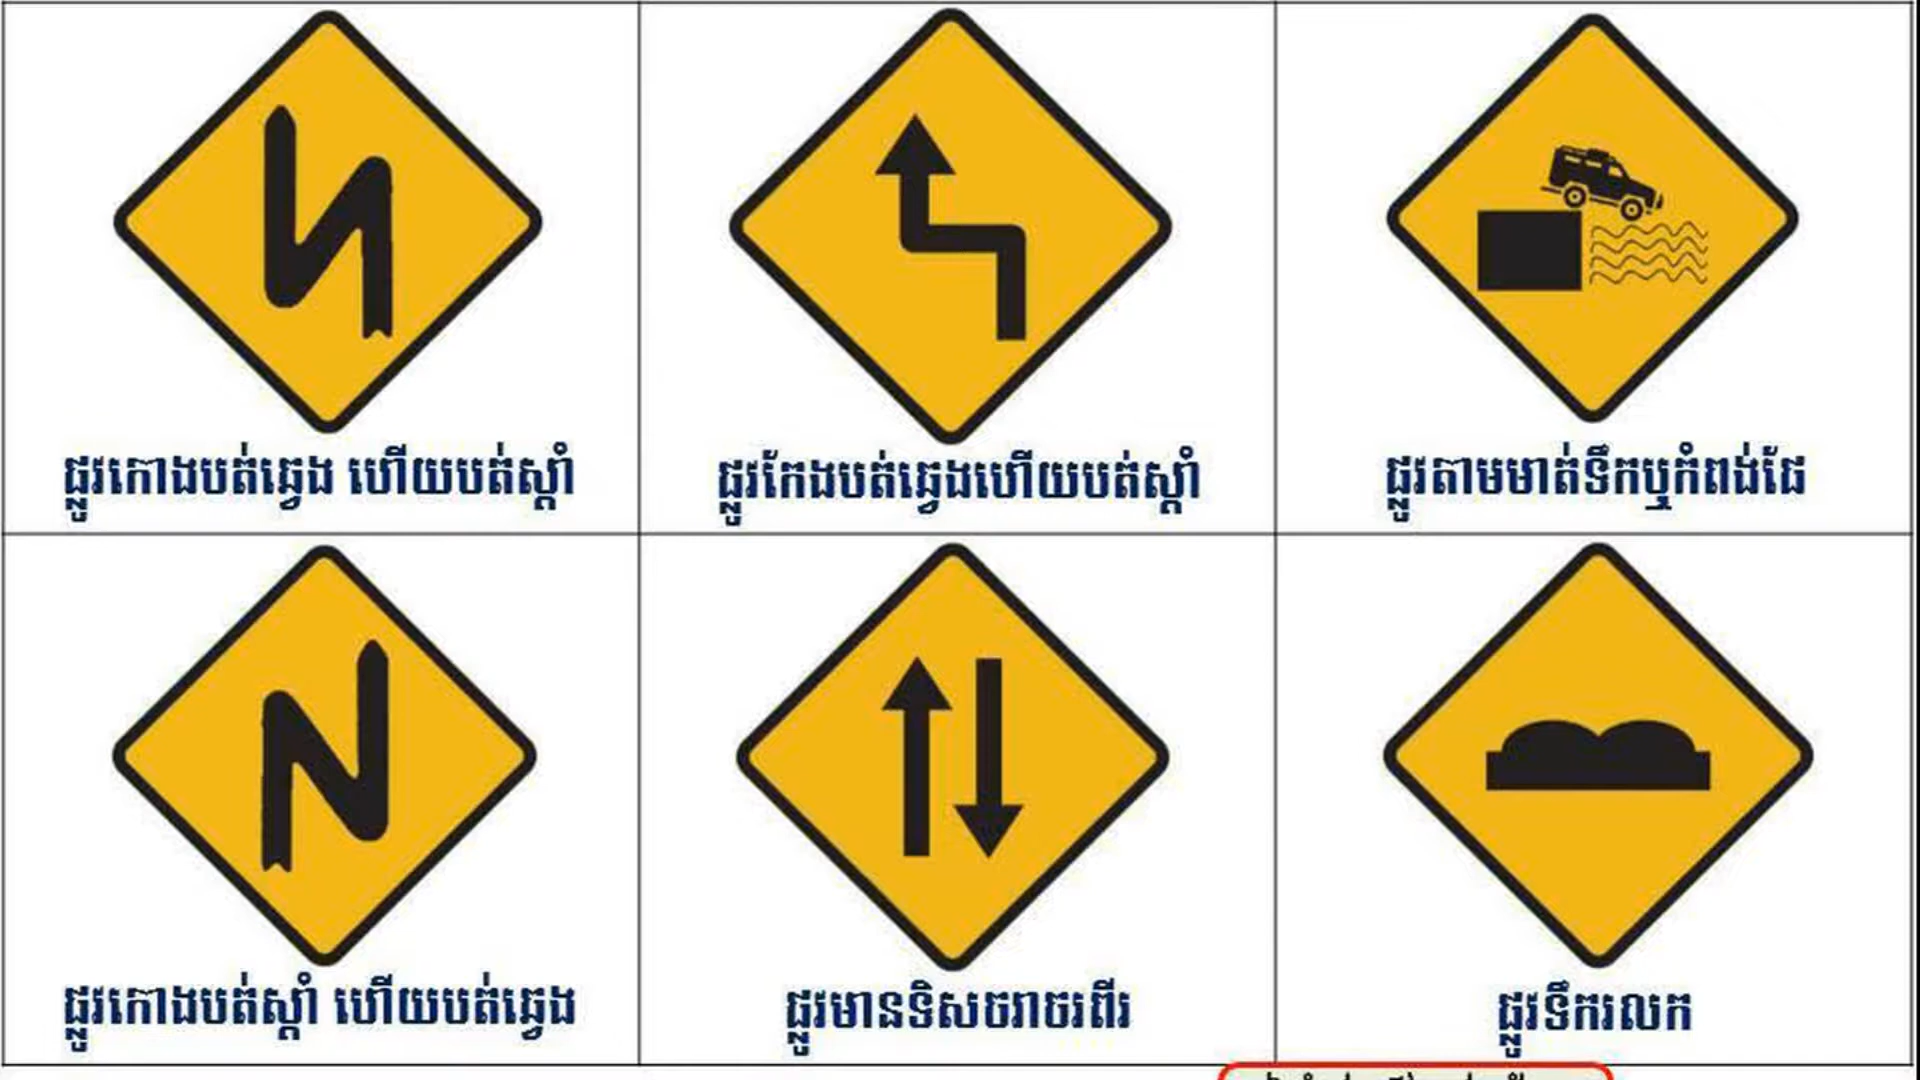 ផ្លូវកោងបត់ឆ្វេង ហើយបត់ស្តាំ
ផ្លូវកែងបត់ឆ្វេងហើយបត់ស្តាំ
ផ្លូវតាមមាត់ទឹកឬកំពង់ផែ
ផ្លូវកោងបត់ស្តាំ ហើយបត់ឆ្វេង
ផ្លូវមានទិសចរាចរពីរ
ផ្លូវទឹករលក